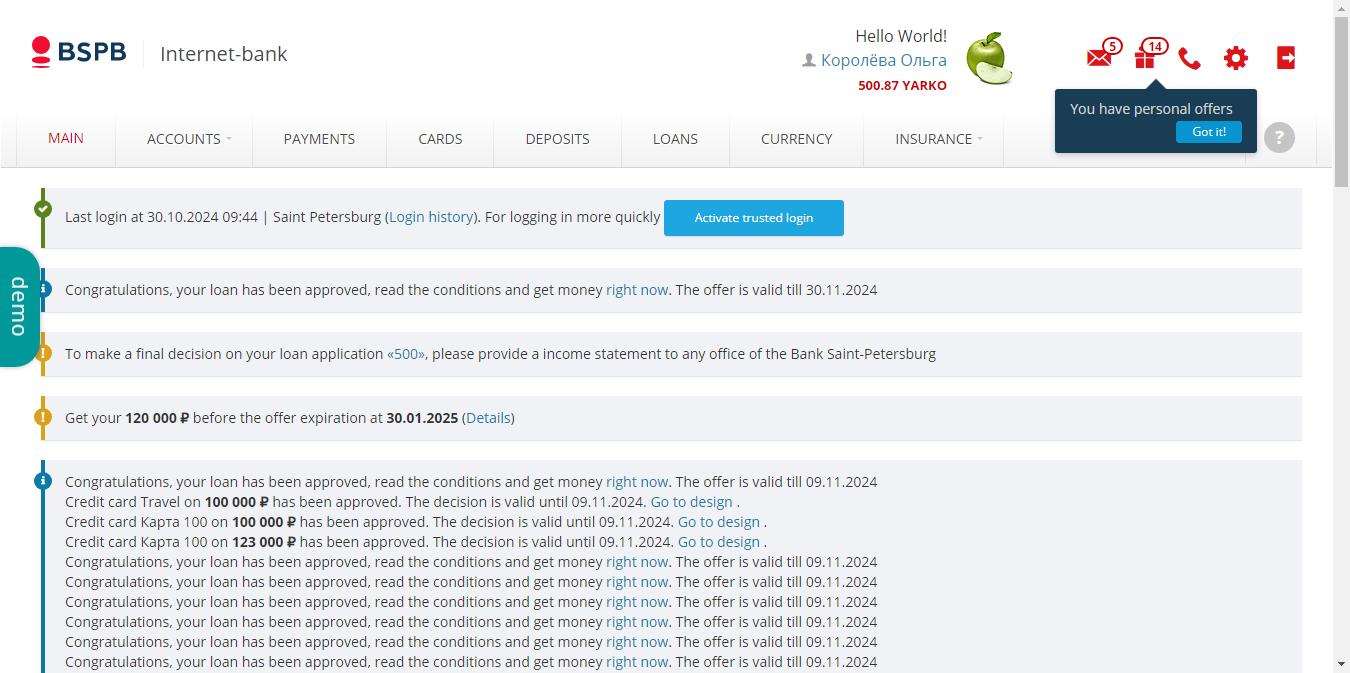 BSPB Internet-bank
Hello World!
Королёва Ольга
500.87 YARKO
5
14
You have personal offers
Got it!
MAIN ACCOUNTS PAYMENTS CARDS DEPOSITS LOANS CURRENCY INSURANCE ?
Last login at 30.10.2024 09:44 | Saint Petersburg (Login history). For logging in more quickly Activate trusted login
demo
Congratulations, your loan has been approved, read the conditions and get money right now. The offer is valid till 30.11.2024
To make a final decision on your loan application «500», please provide a income statement to any office of the Bank Saint-Petersburg
Get your 120 000 ₽ before the offer expiration at 30.01.2025 (Details)
Congratulations, your loan has been approved, read the conditions and get money right now. The offer is valid till 09.11.2024
Credit card Travel on 100 000 ₽ has been approved. The decision is valid until 09.11.2024. Go to design .
Credit card Карта 100 on 100 000 ₽ has been approved. The decision is valid until 09.11.2024. Go to design .
Credit card Карта 100 on 123 000 ₽ has been approved. The decision is valid until 09.11.2024. Go to design .
Congratulations, your loan has been approved, read the conditions and get money right now. The offer is valid till 09.11.2024
Congratulations, your loan has been approved, read the conditions and get money right now. The offer is valid till 09.11.2024
Congratulations, your loan has been approved, read the conditions and get money right now. The offer is valid till 09.11.2024
Congratulations, your loan has been approved, read the conditions and get money right now. The offer is valid till 09.11.2024
Congratulations, your loan has been approved, read the conditions and get money right now. The offer is valid till 09.11.2024
Congratulations, your loan has been approved, read the conditions and get money right now. The offer is valid till 09.11.2024